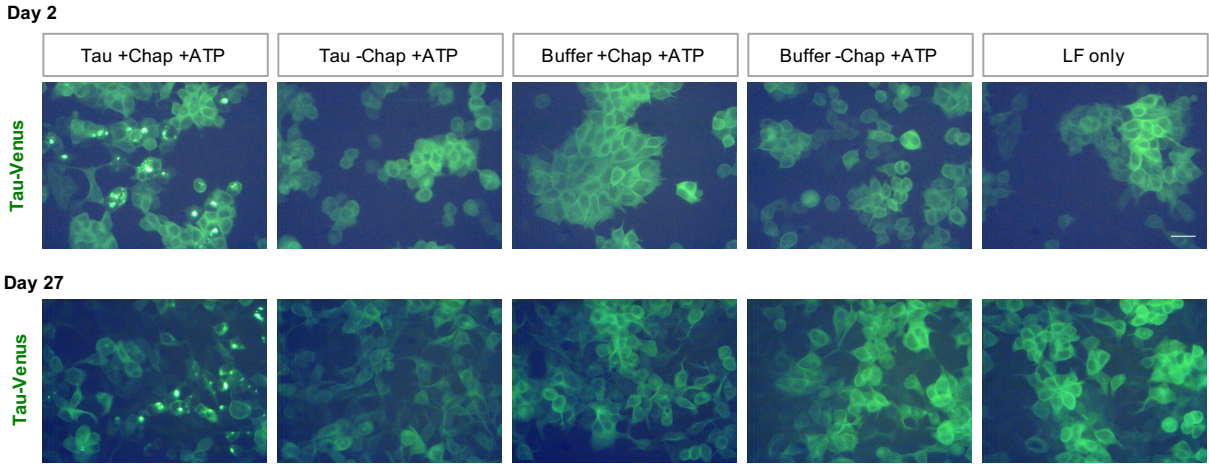 Day 2
Tau +Chap +ATP
Tau -Chap +ATP
Buffer +Chap +ATP
Buffer -Chap +ATP
LF only
Tau-Venus
Day 27
Tau-Venus